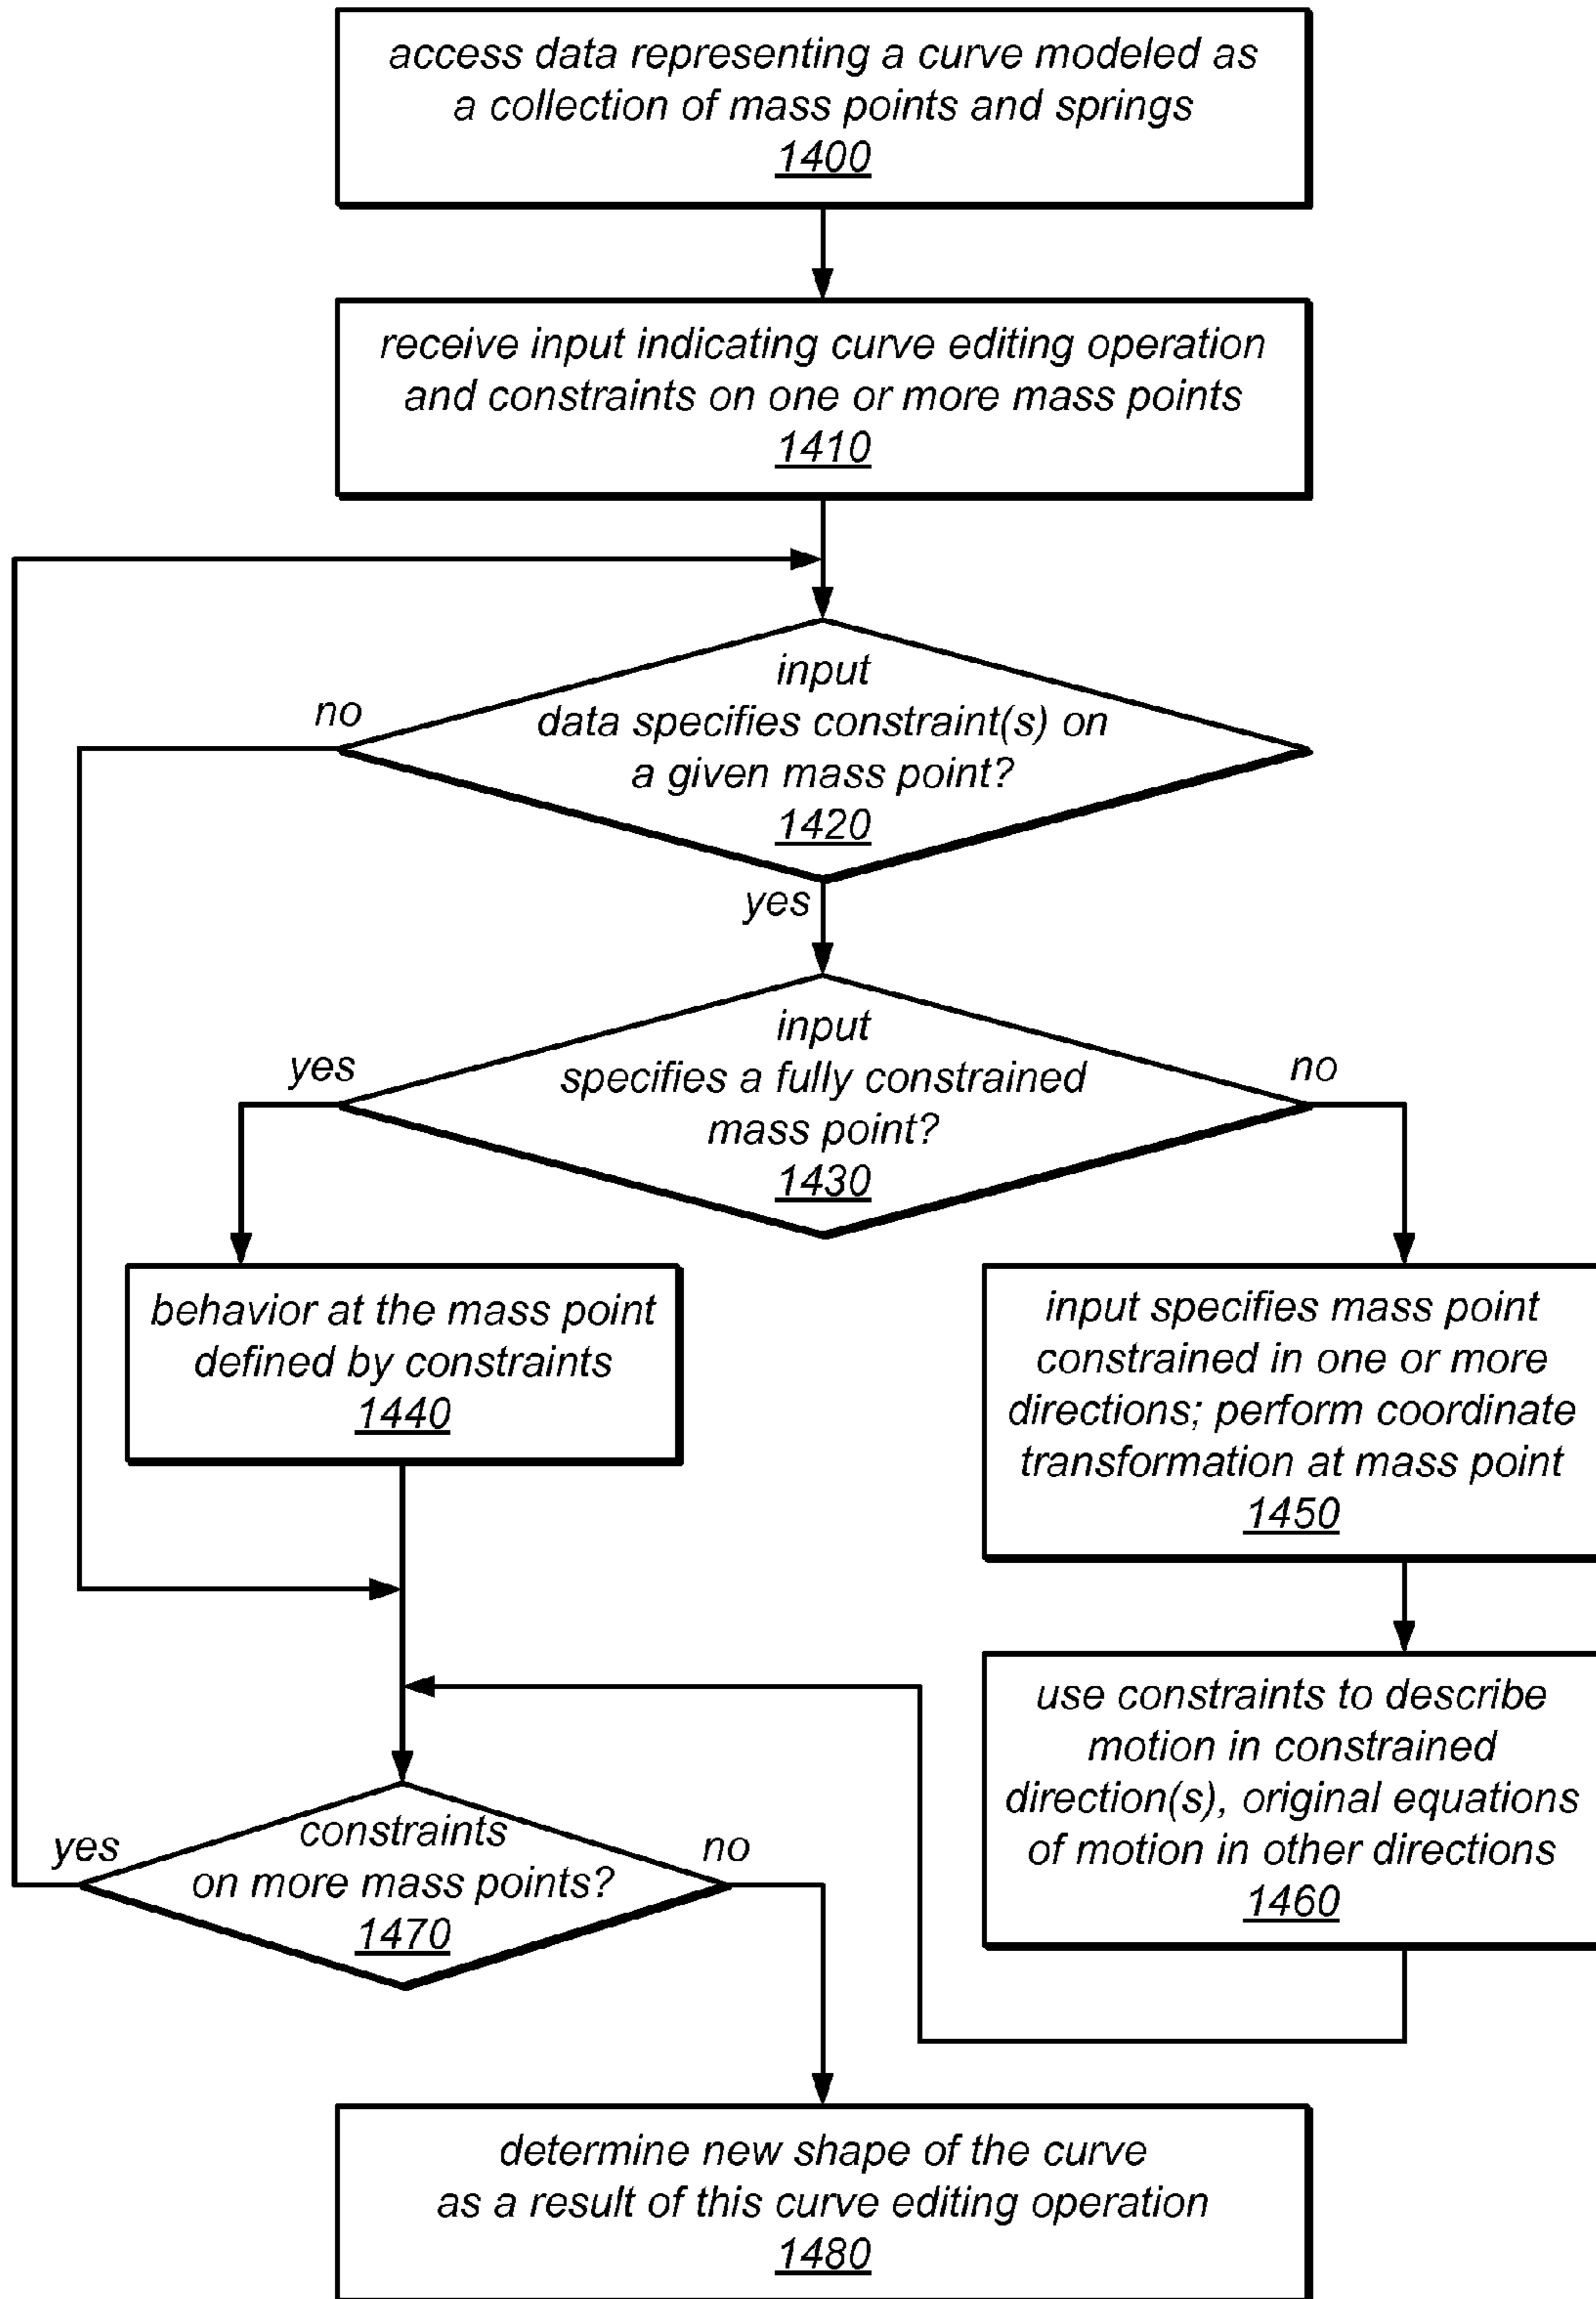 access data representing a curve modeled as
a collection of mass points and springs
1400
receive input indicating curve editing operation
and constraints on one or more mass points
1410
input
data specifies constraint(s) on
a given mass point?
1420
no
yes
input
specifies a fully constrained
mass point?
1430
yes
no
behavior at the mass point
defined by constraints
1440
input specifies mass point
constrained in one or more
directions; perform coordinate
transformation at mass point
1450
use constraints to describe
motion in constrained
direction(s), original equations
of motion in other directions
1460
constraints
on more mass points?
1470
yes
no
determine new shape of the curve
as a result of this curve editing operation
1480